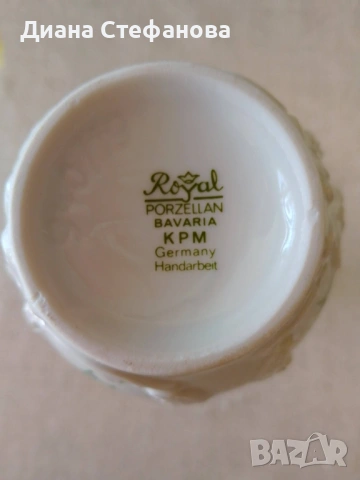 Диана Стефанова
Royal
PORZELLAN
BAVARIA
KPM
Germany
Handarbeit
BAZAR